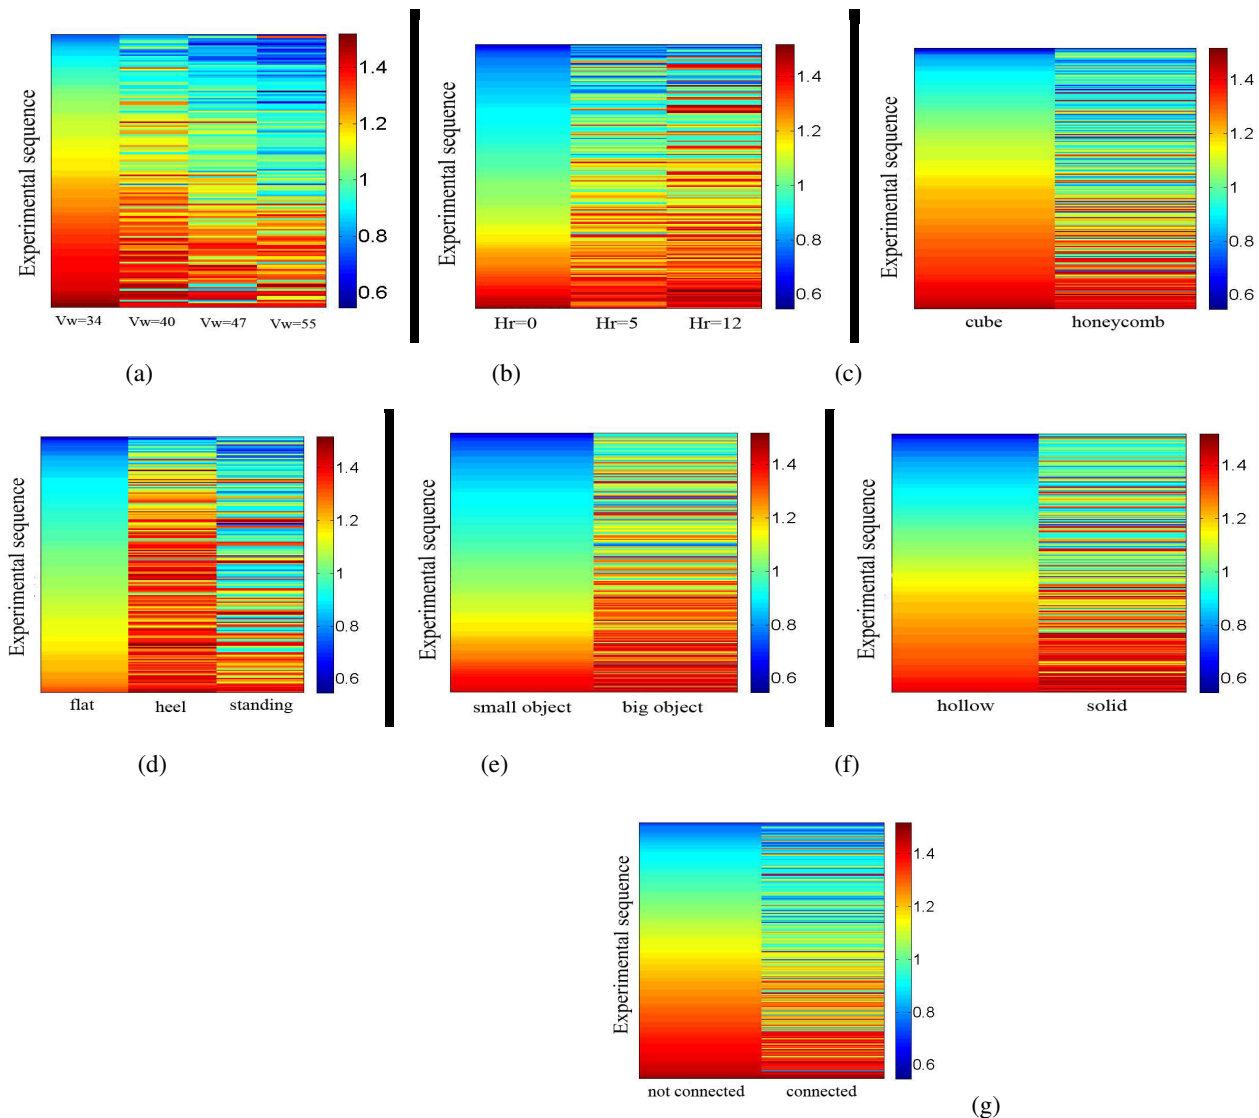 Experimental sequence
1.4
1.2
1
0.8
0.6
Vw=34 Vw=40 Vw=47 Vw=55
(a)
Experimental sequence
1.4
1.2
1
0.8
0.6
Hr=0 Hr=5 Hr=12
(b)
Experimental sequence
1.4
1.2
1
0.8
0.6
cube honeycomb
(c)
Experimental sequence
1.4
1.2
1
0.8
0.6
flat heel standing
(d)
Experimental sequence
1.4
1.2
1
0.8
0.6
small object big object
(e)
Experimental sequence
1.4
1.2
1
0.8
0.6
hollow solid
(f)
Experimental sequence
1.4
1.2
1
0.8
0.6
not connected connected
(g)